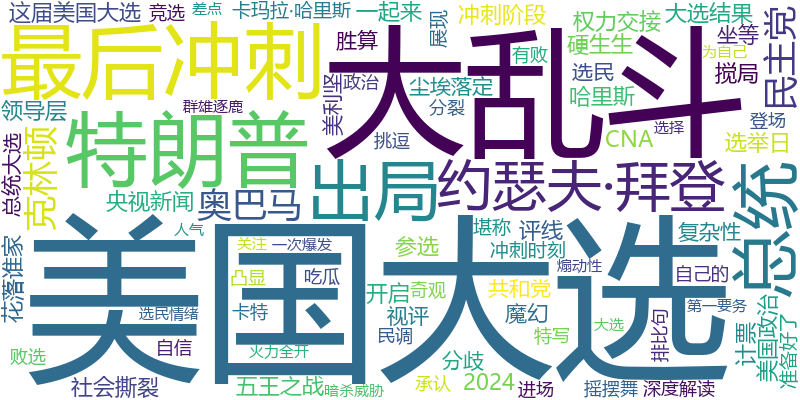 这届美国大选
竞选
差点
卡玛拉·哈里斯
一起来
展现
冲刺阶段
权力交接
大选结果
民主党
最后冲刺
大乱斗
胜算
有败
硬生生
坐等
为自己
搅局
领导层
群雄逐鹿
美利坚
政治
尘埃落定
选民
哈里斯
登场
分裂
挑逗
CNA
选择
选举日
特朗普
总统大选
克林顿
央视新闻
奥巴马
出局
约瑟夫·拜登
总统
花落谁家
人气
关注
一次爆发
堪称
评线
冲刺时刻
参选
复杂性
煽动性
自己的
凸显
吃瓜
开启
奇观
共和党
第一要务
美国大选
选民情绪
卡特
视评
魔幻
民调
特写
大选
排比句
计票
美国政治
准备好了
败选
自信
火力全开
分歧
社会撕裂
五王之战
暗杀威胁
承认
2024
进场
摇摆舞
深度解读